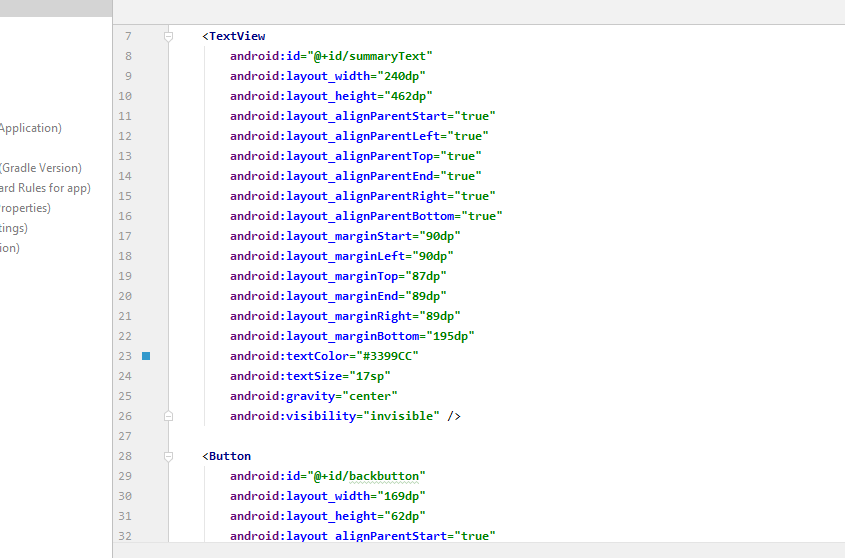 Application)
(Gradle Version)
ard Rules for app)
roperties)
tings)
ion)
7 <TextView
8 android:id="@+id/summaryText"
9 android:layout_width="240dp"
10 android:layout_height="462dp"
11 android:layout_alignParentStart="true"
12 android:layout_alignParentLeft="true"
13 android:layout_alignParentTop="true"
14 android:layout_alignParentEnd="true"
15 android:layout_alignParentRight="true"
16 android:layout_alignParentBottom="true"
17 android:layout_marginStart="90dp"
18 android:layout_marginLeft="90dp"
19 android:layout_marginTop="87dp"
20 android:layout_marginEnd="89dp"
21 android:layout_marginRight="89dp"
22 android:layout_marginBottom="195dp"
23 android:textColor="#3399CC"
24 android:textSize="17sp"
25 android:gravity="center"
26 android:visibility="invisible" />
27
28 <Button
29 android:id="@+id/backbutton"
30 android:layout_width="169dp"
31 android:layout_height="62dp"
32 android:layout_alignParentStart="true"